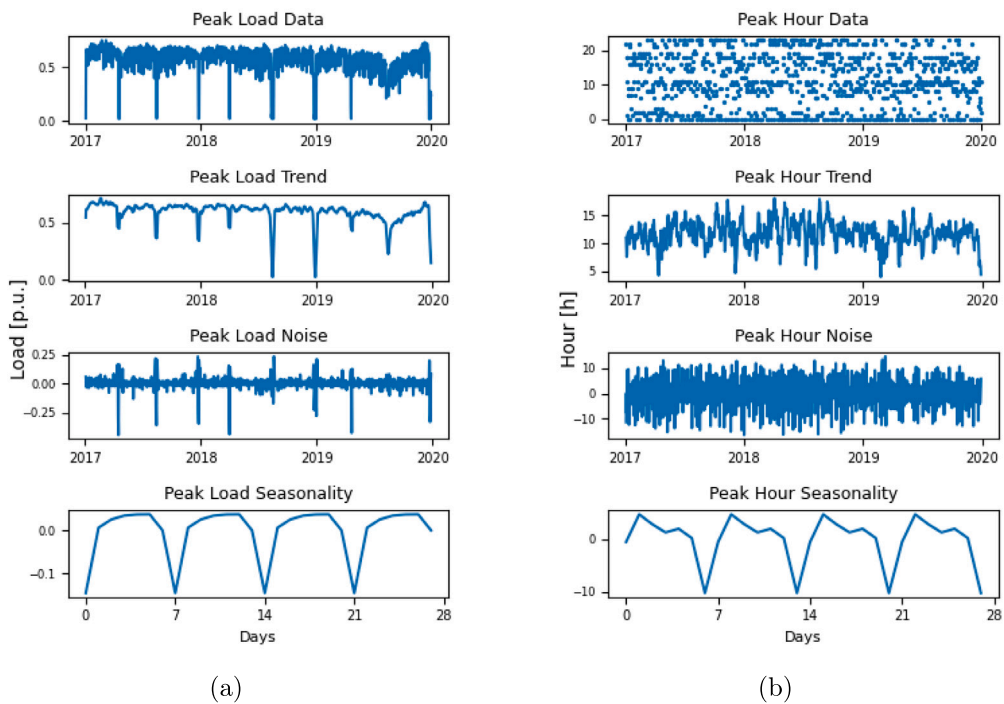 Peak Load Data
0.5
0.0
2017 2018 2019 2020
Peak Load Trend
0.5
0.0
2017 2018 2019 2020
Peak Load Noise
0.25
0.00
−0.25
2017 2018 2019 2020
Peak Load Seasonality
0.0
−0.1
0 7 14 21 28
Days
Load [p.u.]
(a)
Peak Hour Data
20
10
0
2017 2018 2019 2020
Peak Hour Trend
15
10
5
2017 2018 2019 2020
Peak Hour Noise
10
0
−10
2017 2018 2019 2020
Peak Hour Seasonality
0
−10
0 7 14 21 28
Days
Hour [h]
(b)